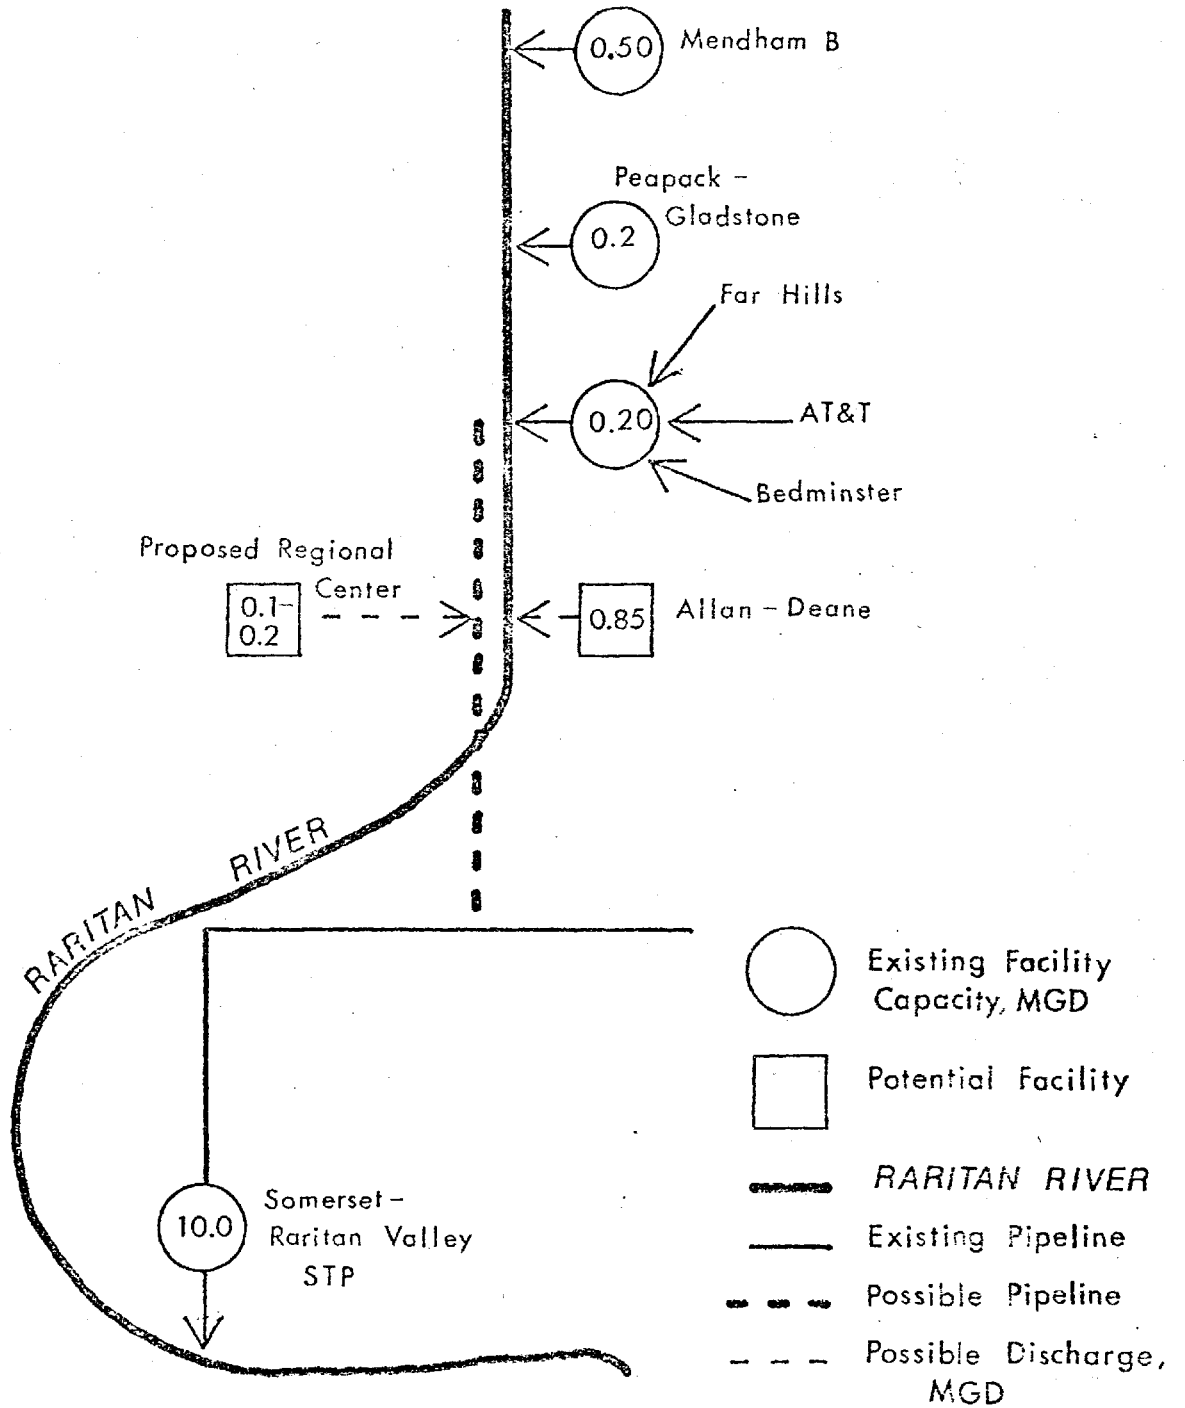 0.50 Mendham B
Peapack -
Gladstone
0.2
Far Hills
0.20
AT&T
Bedminster
Proposed Regional
Center
0.1-
0.2
0.85
Allan - Deane
RARITAN RIVER
Existing Facility
Capacity, MGD
Potential Facility
RARITAN RIVER
Existing Pipeline
Possible Pipeline
Possible Discharge,
MGD
10.0
Somerset-
Raritan Valley
STP